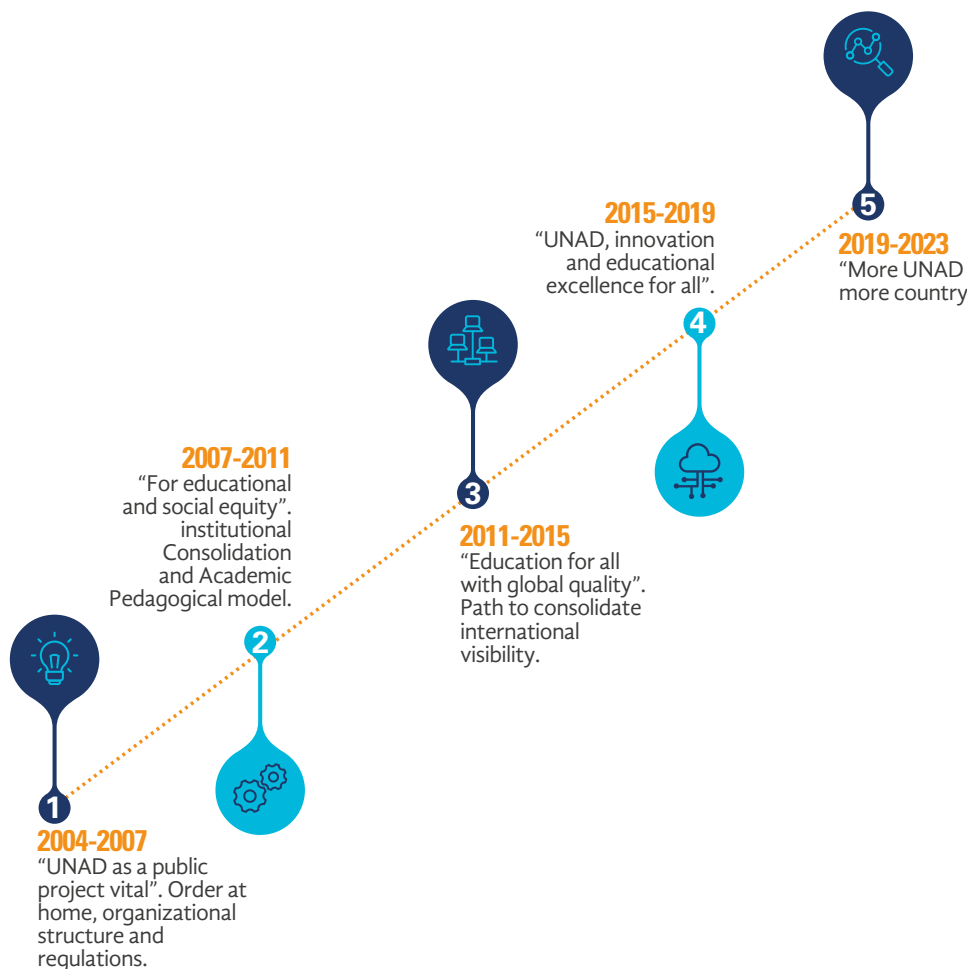 1
2004-2007
“UNAD as a public
project vital”. Order at
home, organizational
structure and
regulations.
2
2007-2011
“For educational
and social equity”.
institutional
Consolidation
and Academic
Pedagogical model.
3
2011-2015
“Education for all
with global quality”.
Path to consolidate
international
visibility.
4
2015-2019
“UNAD, innovation
and educational
excellence for all”.
5
2019-2023
“More UNAD
more country